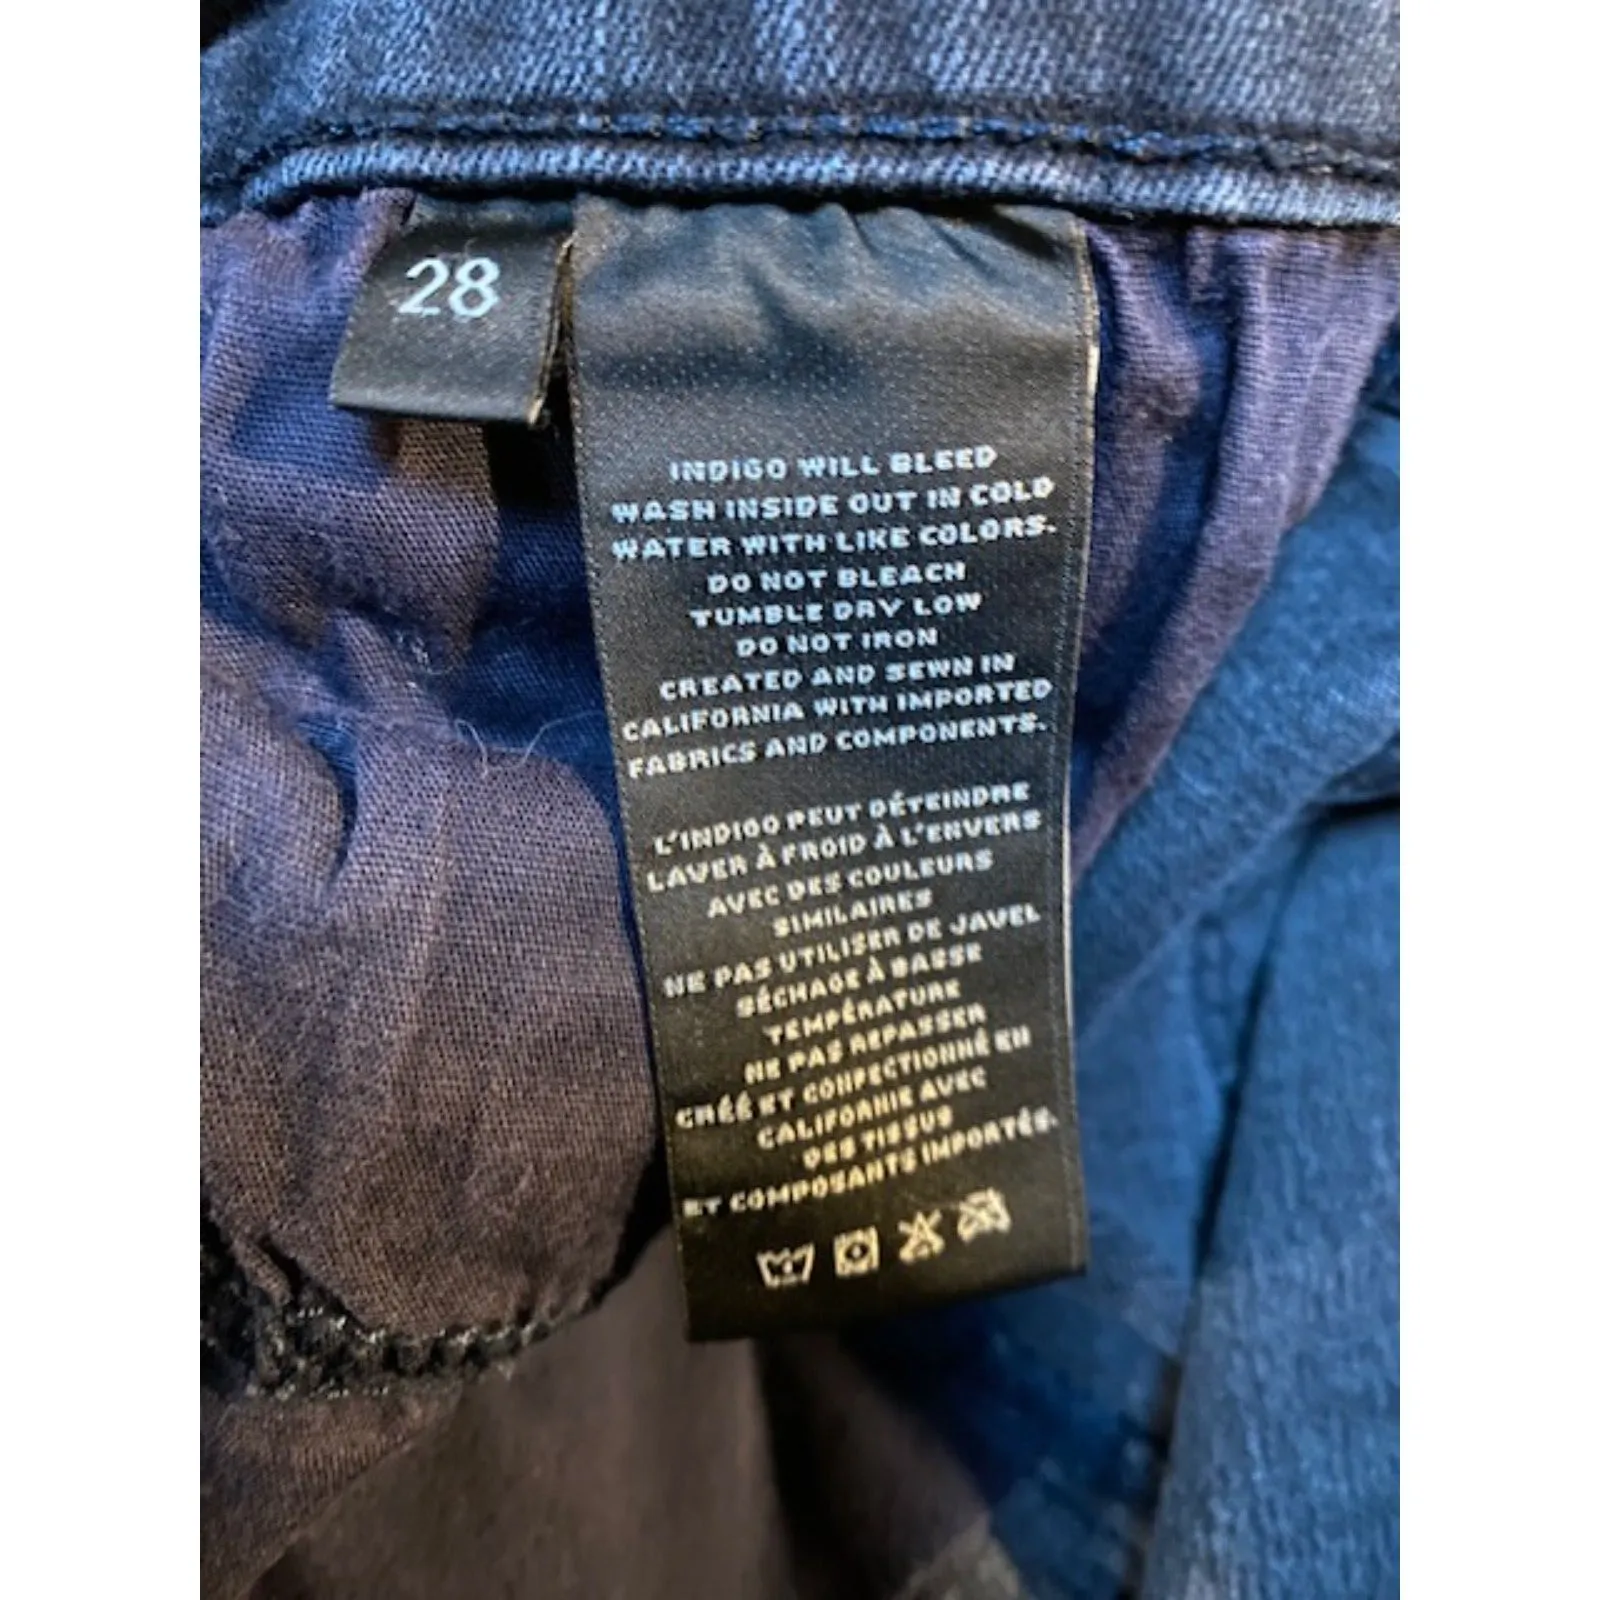 28
INDIGO WILL BLEED
WASH INSIDE OUT IN COLD
WATER WITH LIKE COLORS.
DO NOT BLEACH
TUMBLE DRY LOW
DO NOT IRON
CREATED AND SEWN IN
CALIFORNIA WITH IMPORTED
FABRICS AND COMPONENTS.
L'INDIGO PEUT DÉTEINDRE
LAVER À FROID À L'ENVERS
AVEC DES COULEURS
SIMILAIRES
NE PAS UTILISER DE JAVEL
SÉCHAGE À BASSE
TEMPÉRATURE
NE PAS REPASSER
CRÉÉ ET CONFECTIONNÉ EN
CALIFORNIE AVEC
DES TISSUS
ET COMPOSANTS IMPORTÉS.